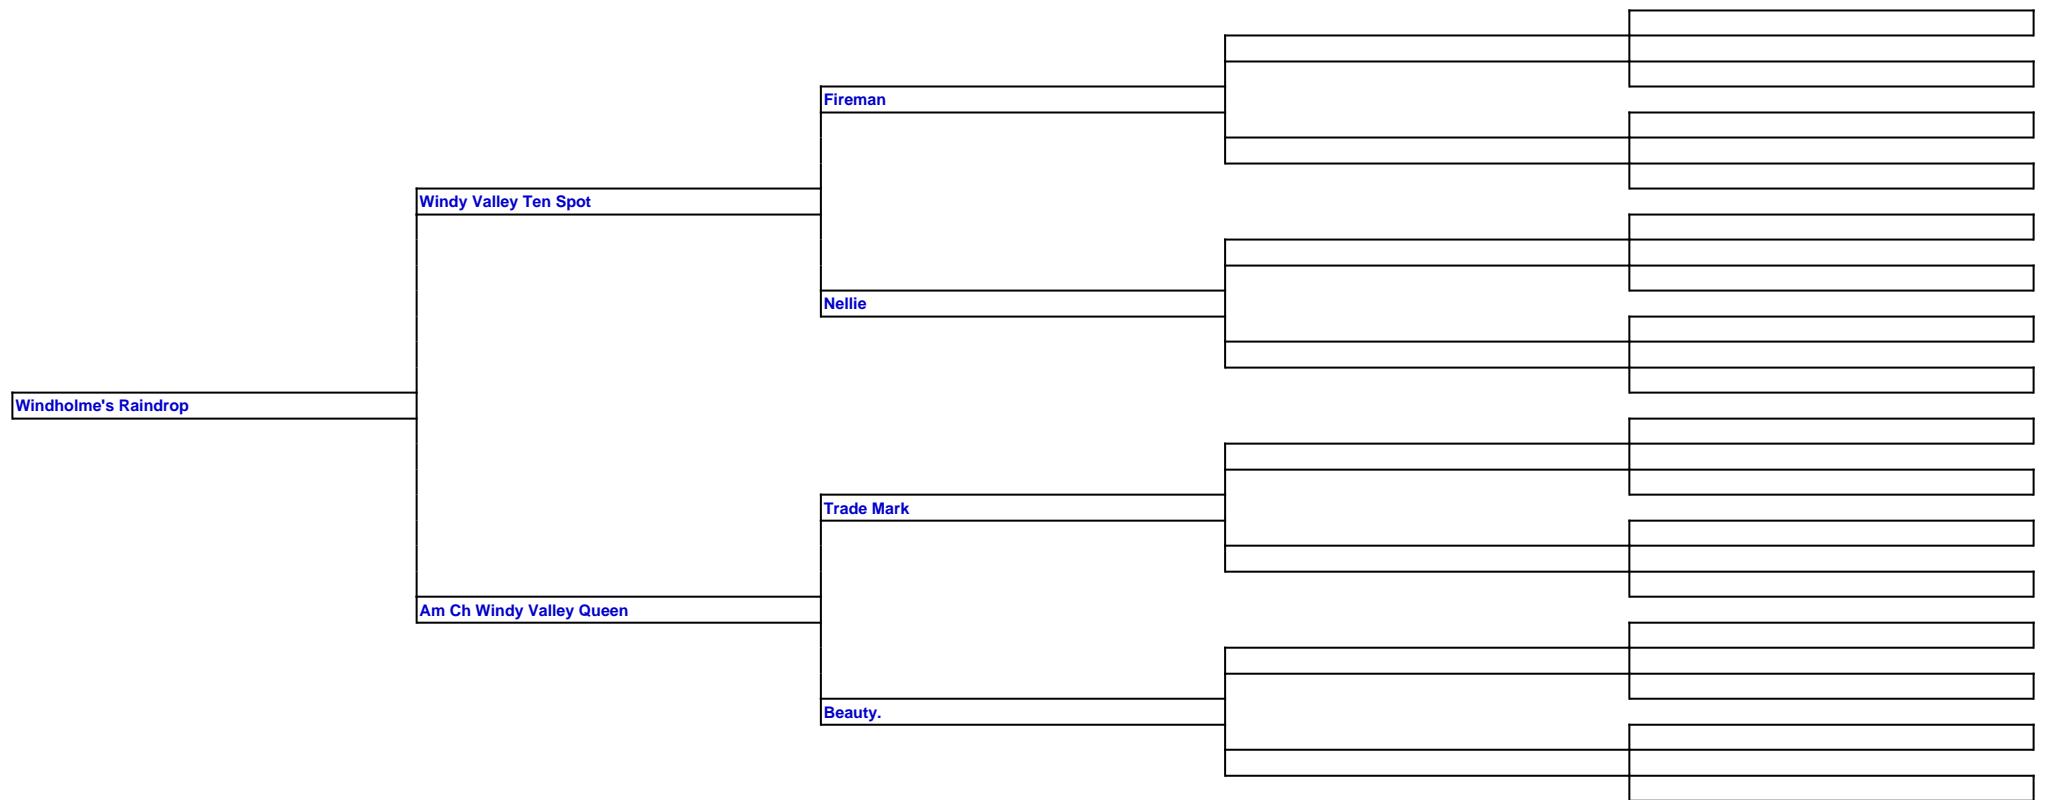 Fireman
Windy Valley Ten Spot
Nellie
Windholme's Raindrop
Trade Mark
Am Ch Windy Valley Queen
Beauty.